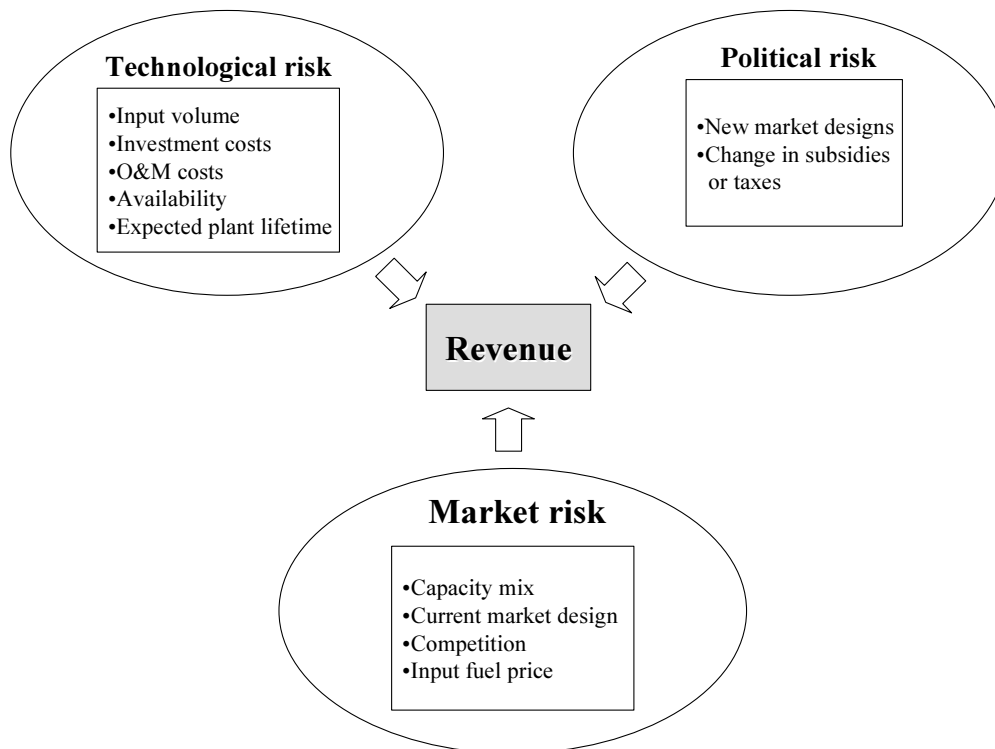 Technological risk
•Input volume
•Investment costs
•O&M costs
•Availability
•Expected plant lifetime
Political risk
•New market designs
•Change in subsidies
or taxes
Revenue
Market risk
•Capacity mix
•Current market design
•Competition
•Input fuel price